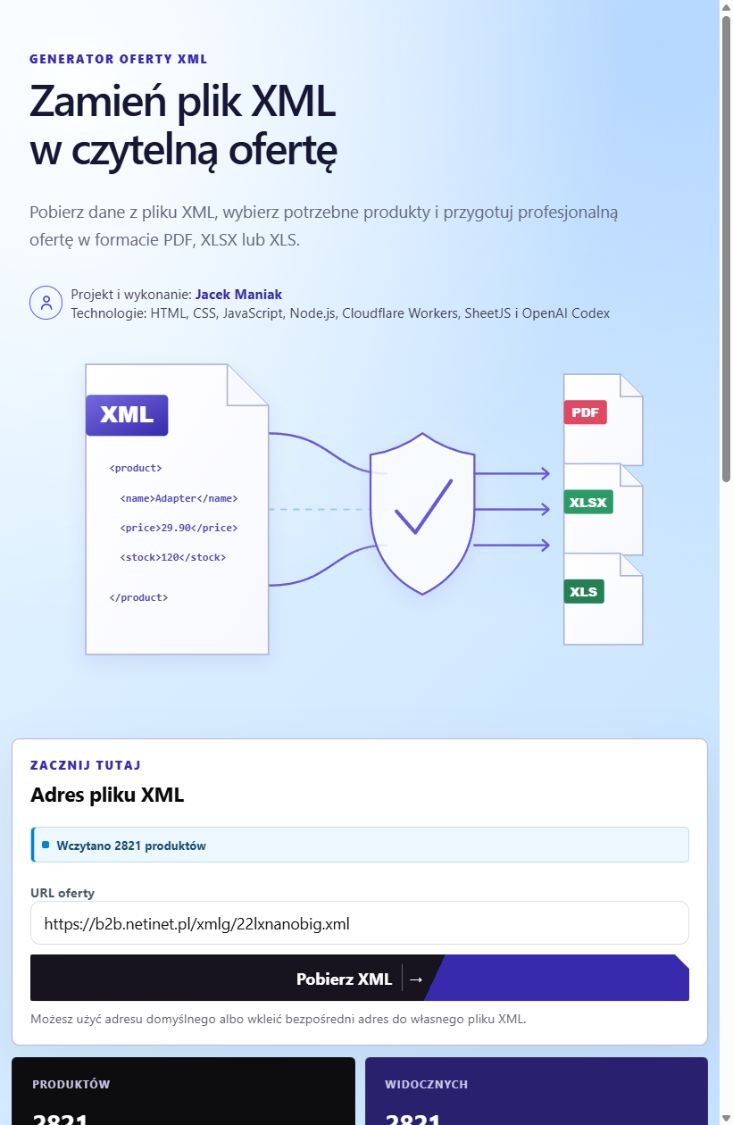 GENERATOR OFERTY XML
Zamień plik XML
w czytelną ofertę
Pobierz dane z pliku XML, wybierz potrzebne produkty i przygotuj profesjonalną
ofertę w formacie PDF, XLSX lub XLS.
Projekt i wykonanie: Jacek Maniak
Technologie: HTML, CSS, JavaScript, Node.js, Cloudflare Workers, SheetJS i OpenAI Codex
XML
<product>
<name>Adapter</name>
<price>29.90</price>
<stock>120</stock>
</product>
PDF
XLSX
XLS
ZACZNIJ TUTAJ
Adres pliku XML
Wczytano 2821 produktów
URL oferty
https://b2b.netinet.pl/xmlg/22lxnanobig.xml
Pobierz XML →
Możesz użyć adresu domyślnego albo wkleić bezpośredni adres do własnego pliku XML.
PRODUKTÓW
2821
WIDOCZNYCH
2821